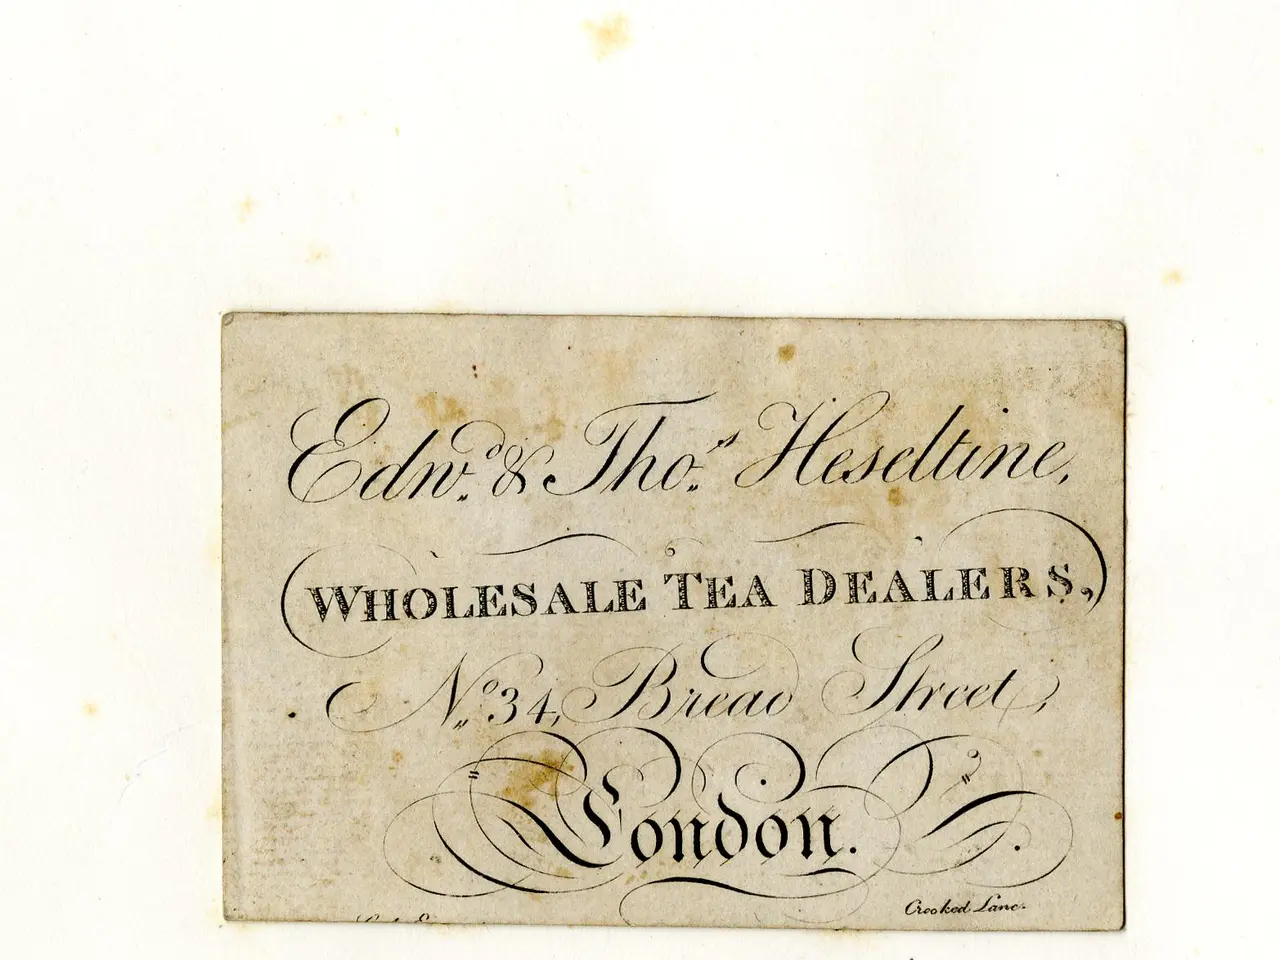 Edwd. & Thos. Heseltine,
WHOLESALE TEA DEALERS,
No. 34, Bread Street,
London.
Crooked Lane.